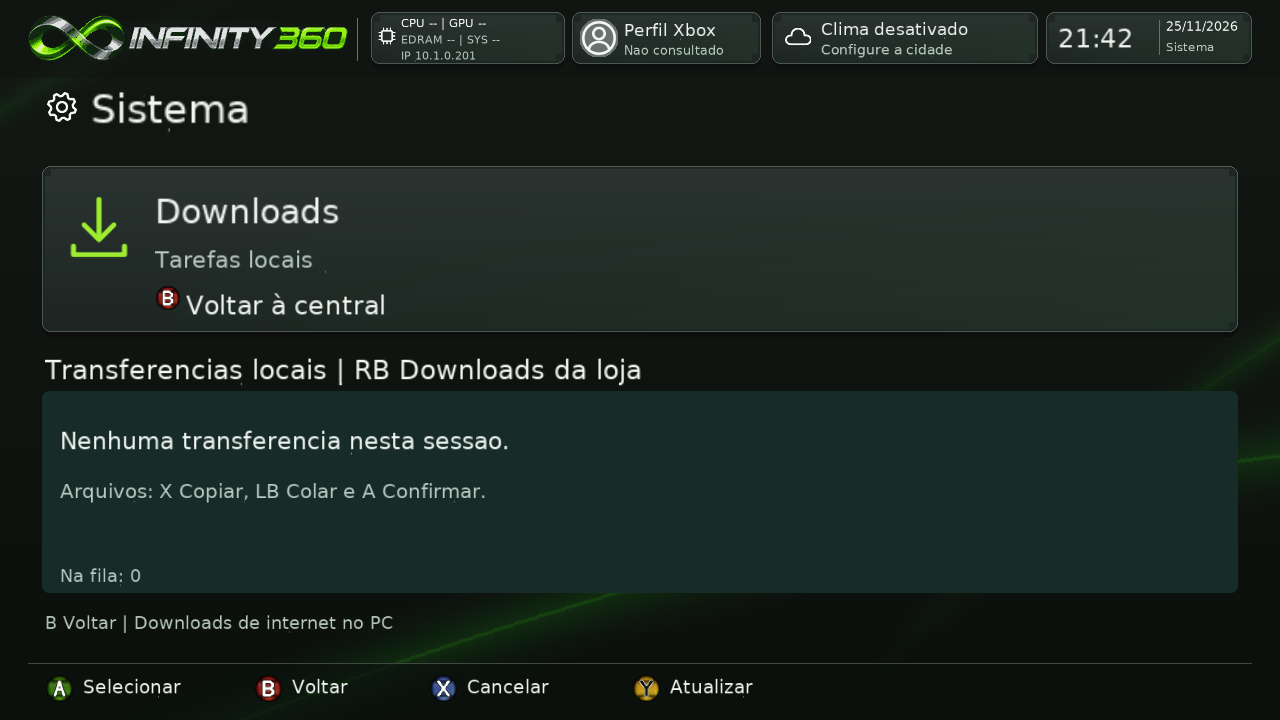 INFINITY 360
CPU -- | GPU --
EDRAM -- | SYS --
IP 10.1.0.201
Perfil Xbox
Nao consultado
Clima desativado
Configure a cidade
21:42
25/11/2026
Sistema
Sistema
Downloads
Tarefas locais
B Voltar à central
Transferencias locais | RB Downloads da loja
Nenhuma transferencia nesta sessao.
Arquivos: X Copiar, LB Colar e A Confirmar.
Na fila: 0
B Voltar | Downloads de internet no PC
A Selecionar B Voltar X Cancelar Y Atualizar